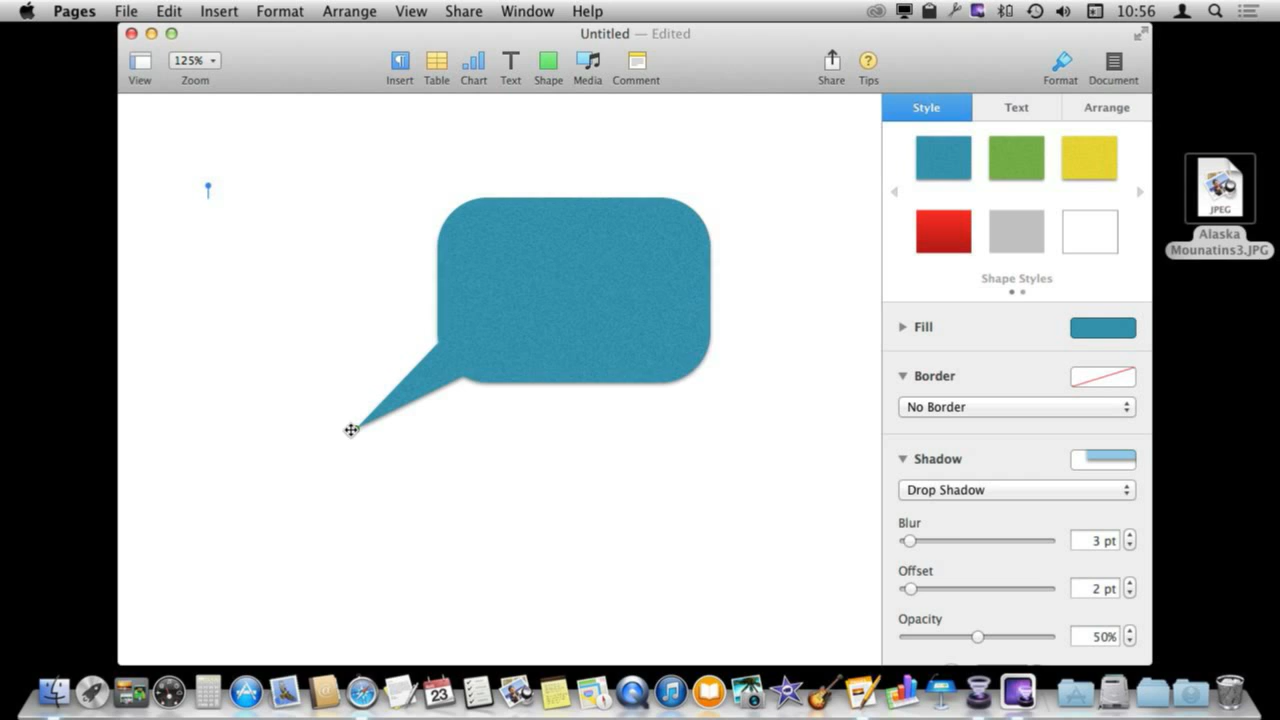 Pages File Edit Insert Format Arrange View Share Window Help 10:56
Untitled — Edited
125%
View Zoom Insert Table Chart Text Shape Media Comment Share Tips Format Document
Style Text Arrange
Shape Styles
Fill
Border
No Border
Shadow
Drop Shadow
Blur
3 pt
Offset
2 pt
Opacity
50%
JPEG
Alaska
Mounatins3.JPG
23